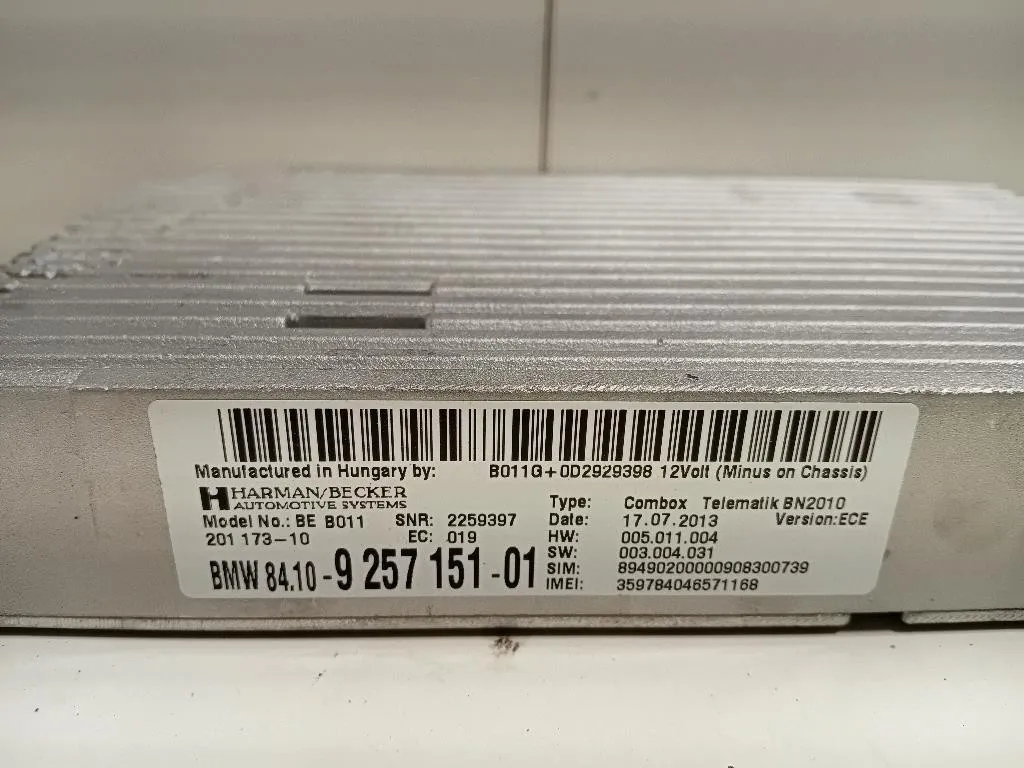 Manufactured in Hungary by: B011G+0D2929398 12Volt (Minus on Chassis)
HARMAN/BECKER
AUTOMOTIVE SYSTEMS
Type: Combox Telematik BN2010
Model No.: BE B011 SNR: 2259397
Date: 17.07.2013 Version:ECE
201 173-10 EC: 019
HW: 005.011.004
SW: 003.004.031
BMW 84.10-9 257 151-01
SIM: 89490200000908300739
IMEI: 359784046571168